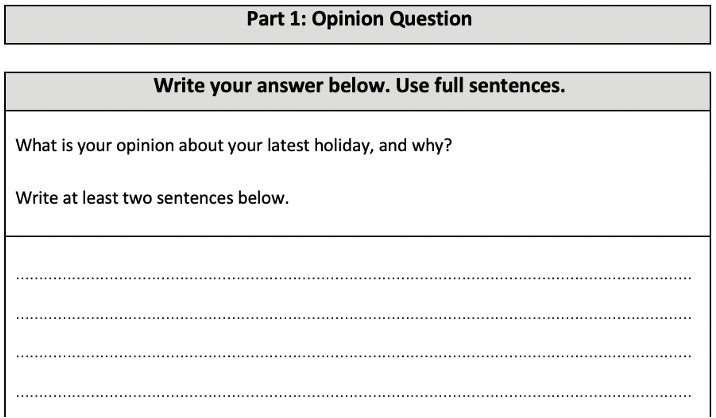 Part 1: Opinion Question
Write your answer below. Use full sentences.
What is your opinion about your latest holiday, and why?
Write at least two sentences below.